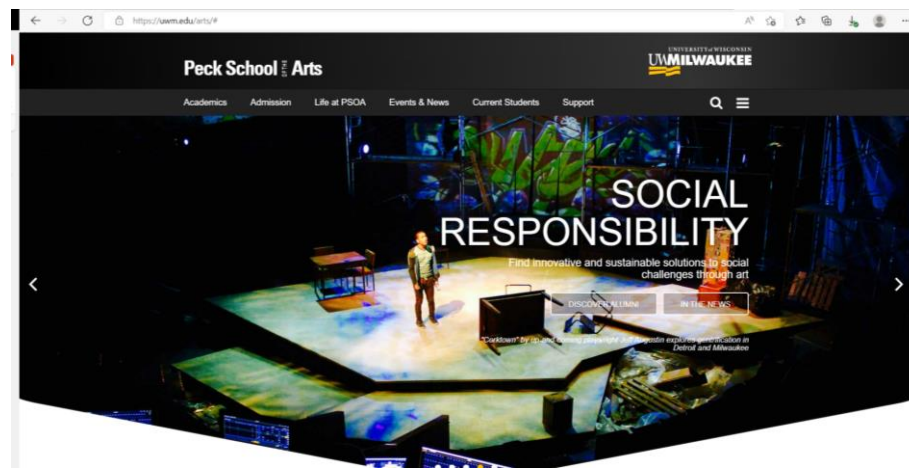 https://uwm.edu/arts/#
Peck School OF THE Arts
UNIVERSITY of WISCONSIN
UWMILWAUKEE
Academics Admission Life at PSOA Events & News Current Students Support
SOCIAL
RESPONSIBILITY
Find innovative and sustainable solutions to social
challenges through art
DISCOVER ALUMNI IN THE NEWS
"Corktown" by up and coming playwright Jeff Augustin explores gentrification in
Detroit and Milwaukee